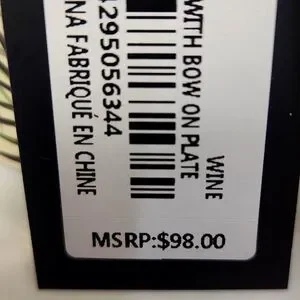 WINE
WITH BOW ON PLATE
295056344
NA FABRIQUÉ EN CHINE
MSRP:$98.00